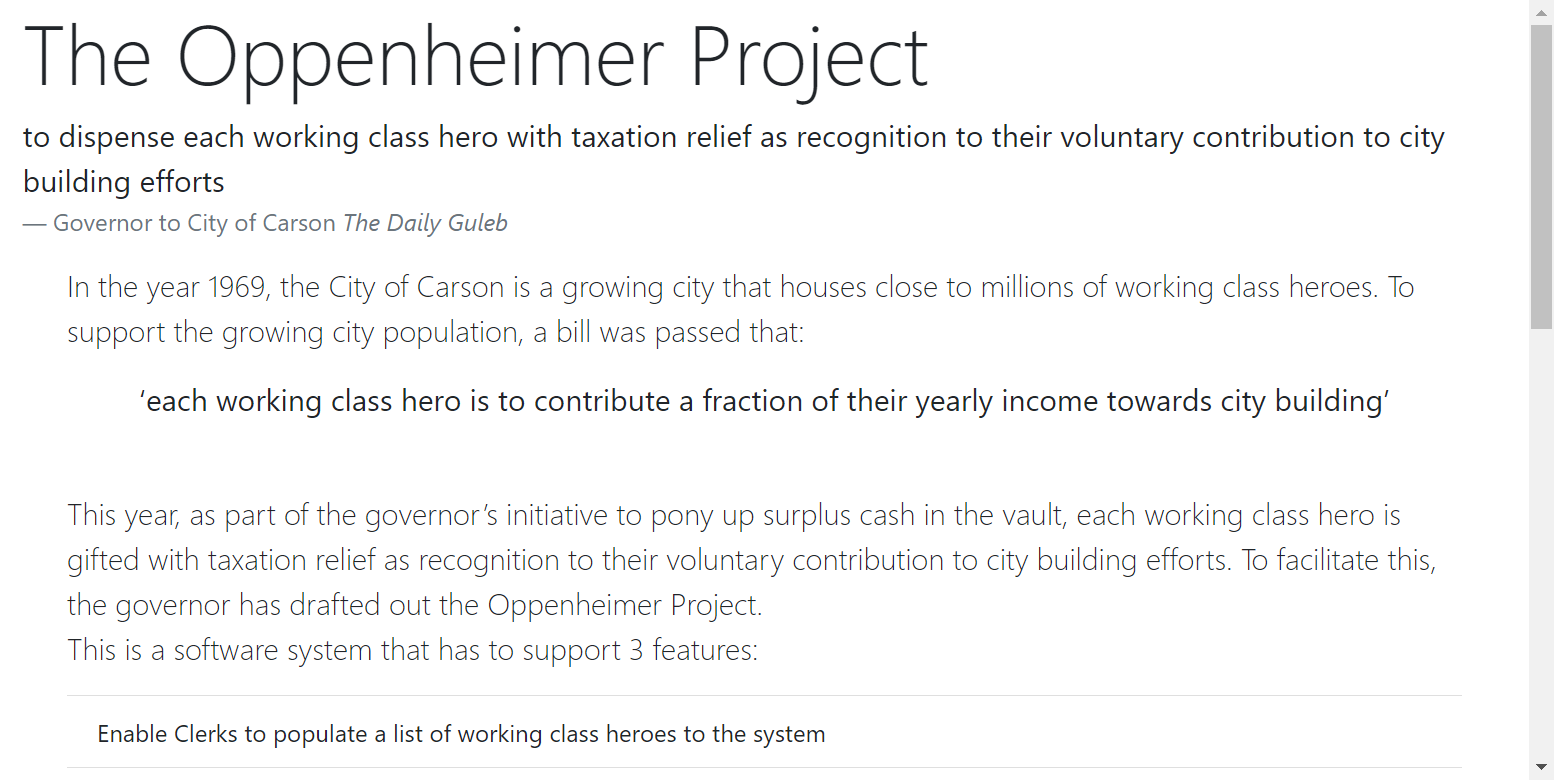 The Oppenheimer Project
to dispense each working class hero with taxation relief as recognition to their voluntary contribution to city
building efforts
— Governor to City of Carson The Daily Guleb
In the year 1969, the City of Carson is a growing city that houses close to millions of working class heroes. To
support the growing city population, a bill was passed that:
‘each working class hero is to contribute a fraction of their yearly income towards city building’
This year, as part of the governor’s initiative to pony up surplus cash in the vault, each working class hero is
gifted with taxation relief as recognition to their voluntary contribution to city building efforts. To facilitate this,
the governor has drafted out the Oppenheimer Project.
This is a software system that has to support 3 features:
Enable Clerks to populate a list of working class heroes to the system